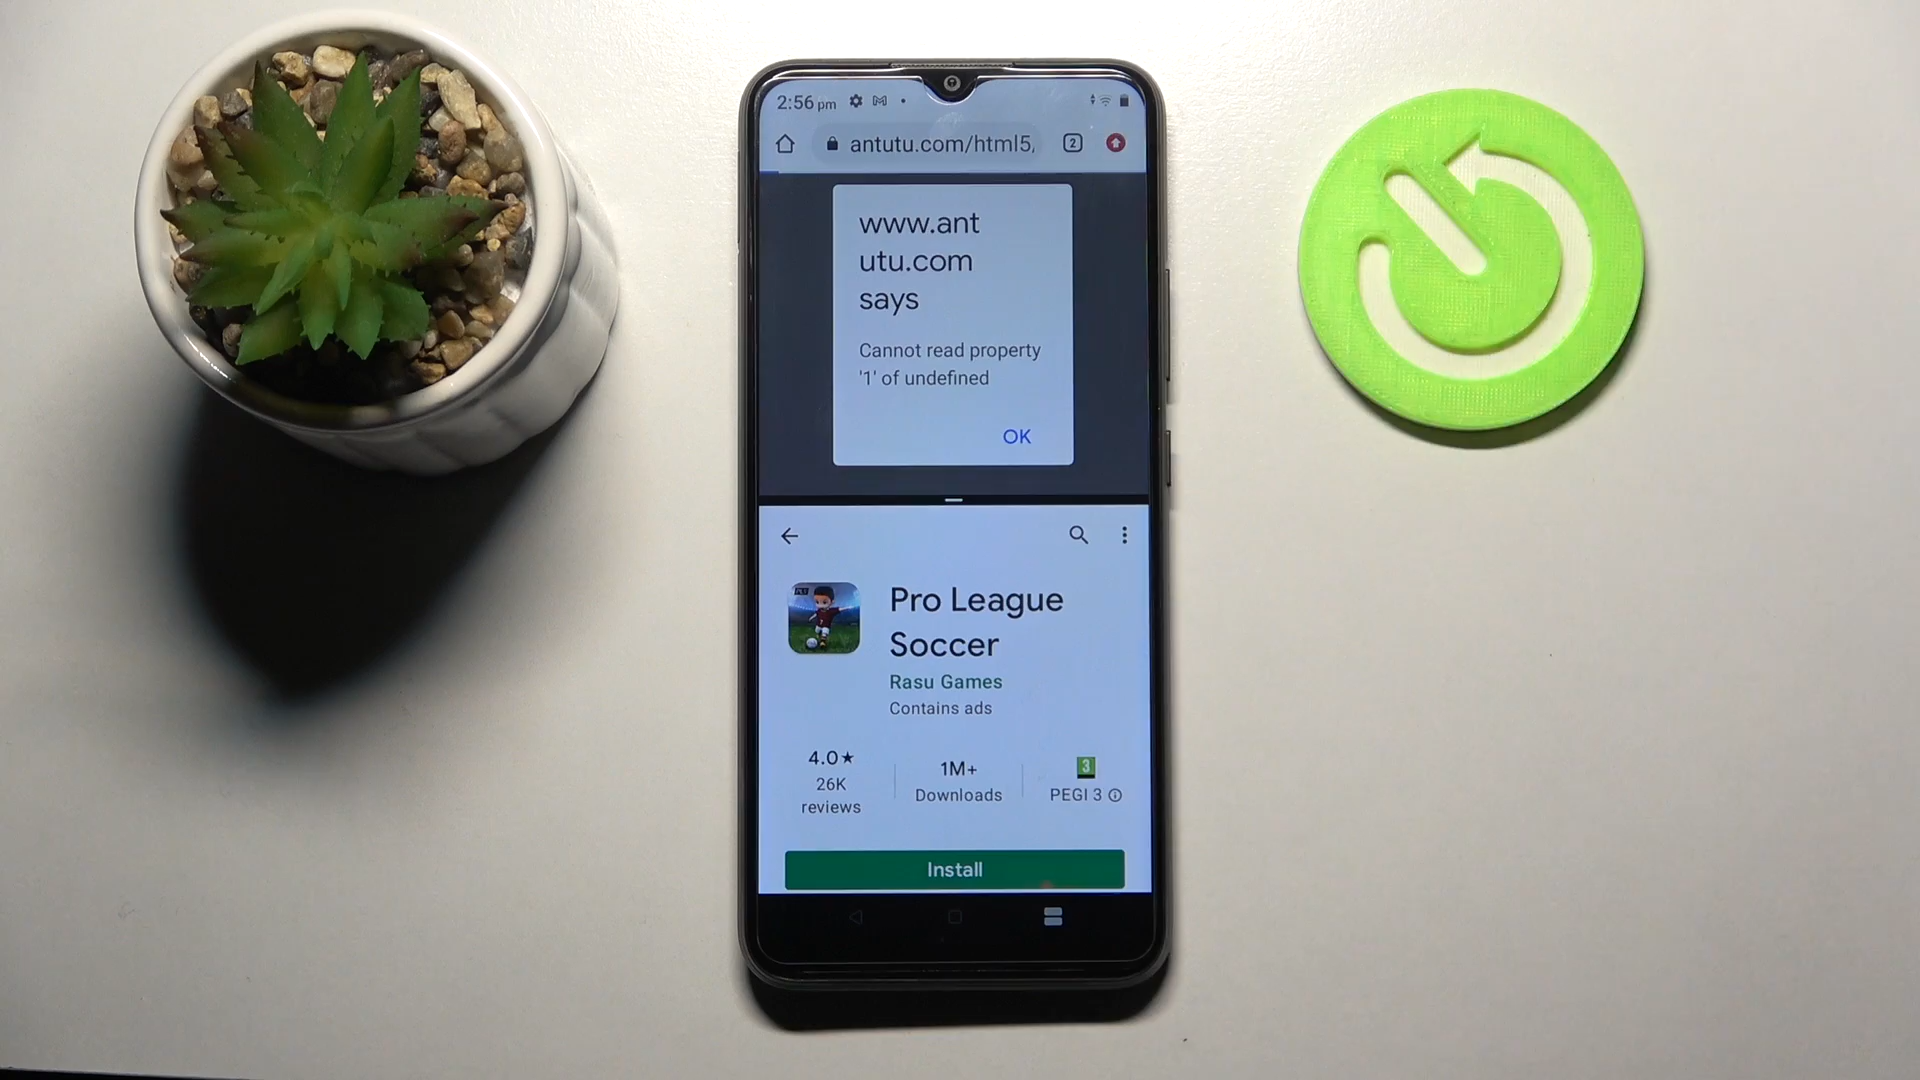 2:56 pm
antutu.com/html5,
2
www.ant
utu.com
says
Cannot read property
'1' of undefined
OK
Pro League
Soccer
Rasu Games
Contains ads
4.0★
26K
reviews
1M+
Downloads
3
PEGI 3
Install